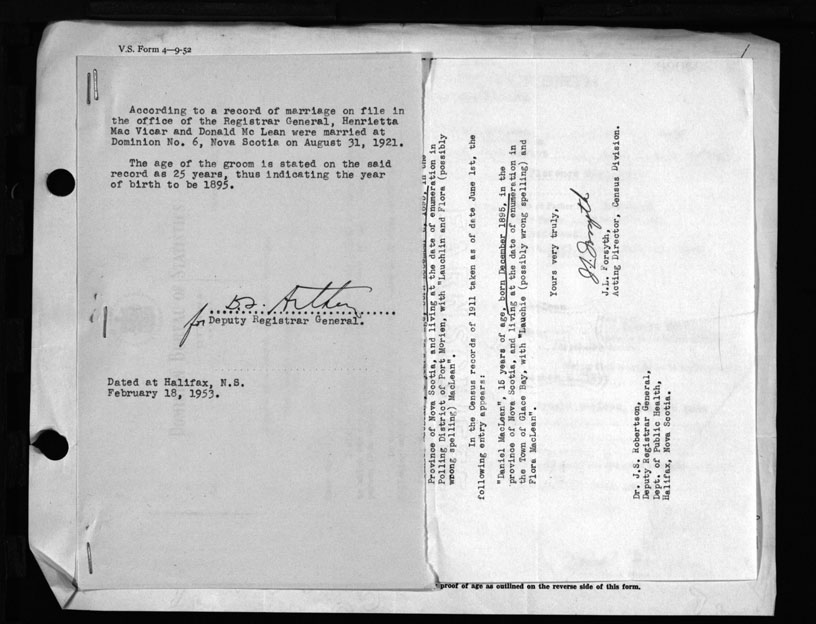 V.S. Form 4—9-52
According to a record of marriage on file in
the office of the Registrar General, Henrietta
Mac Vicar and Donald Mc Lean were married at
Dominion No. 6, Nova Scotia on August 31, 1921.
The age of the groom is stated on the said
record as 25 years, thus indicating the year
of birth to be 1895.
for
Deputy Registrar General.
Dated at Halifax, N.S.
February 18, 1953.
Province of Nova Scotia, and living at the date of enumeration in
Polling District of Port Morien, with "Lauchlin and Flora (possibly
wrong spelling) MacLean".
In the Census records of 1911 taken as of date June 1st, the
following entry appears:
"Daniel MacLean", 15 years of age, born December 1895, in the
province of Nova Scotia, and living at the date of enumeration in
the Town of Glace Bay, with "Lauchie (possibly wrong spelling) and
Flora MacLean".
Yours very truly,
J.L. Forsyth
J.L. Forsyth,
Acting Director, Census Division.
Dr. J.S. Robertson,
Deputy Registrar General,
Dept. of Public Health,
Halifax, Nova Scotia.
proof of age as outlined on the reverse side of this form.